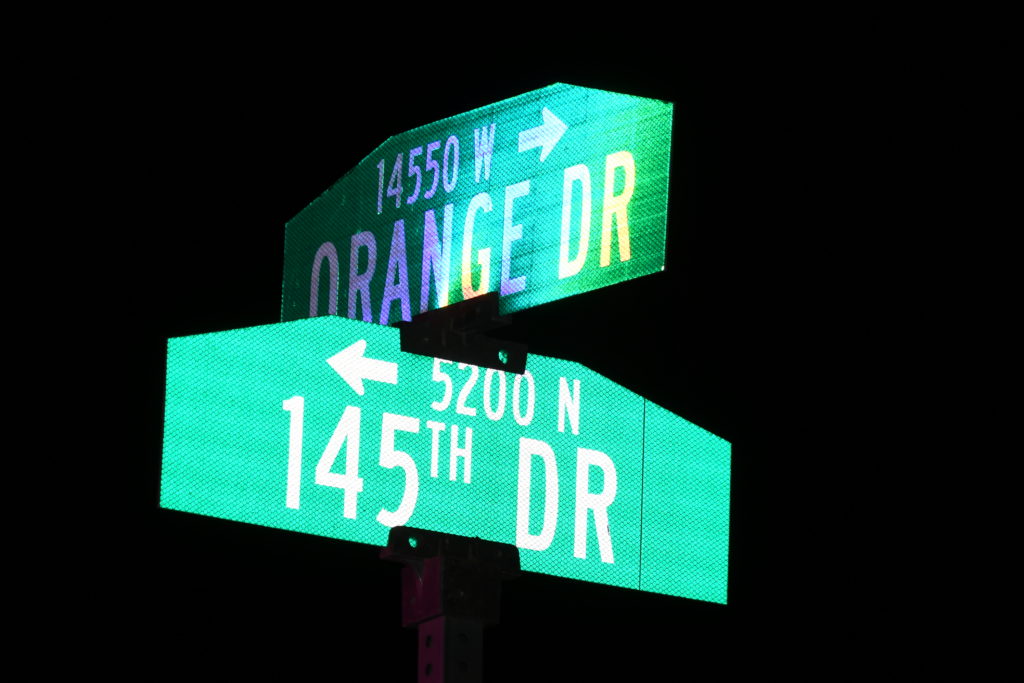 14550 W →
ORANGE DR
← 5200 N
145TH DR